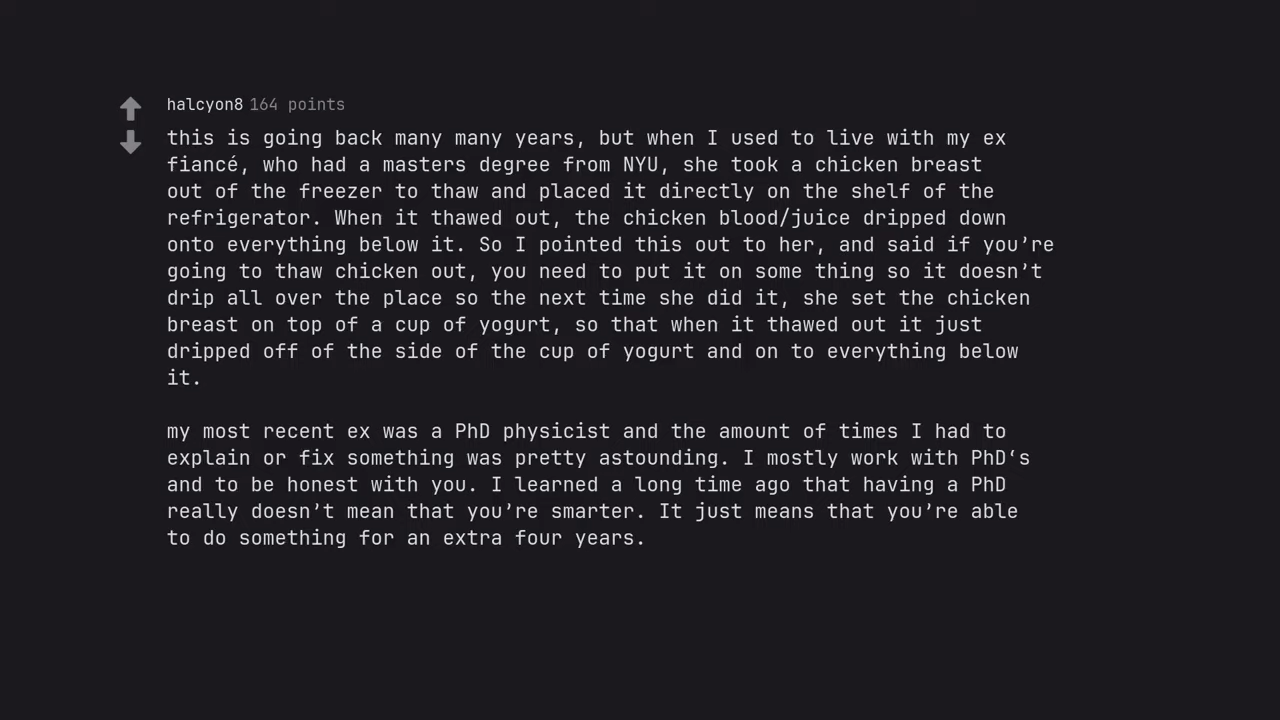 halcyon8 164 points
this is going back many many years, but when I used to live with my ex
fiancé, who had a masters degree from NYU, she took a chicken breast
out of the freezer to thaw and placed it directly on the shelf of the
refrigerator. When it thawed out, the chicken blood/juice dripped down
onto everything below it. So I pointed this out to her, and said if you’re
going to thaw chicken out, you need to put it on some thing so it doesn’t
drip all over the place so the next time she did it, she set the chicken
breast on top of a cup of yogurt, so that when it thawed out it just
dripped off of the side of the cup of yogurt and on to everything below
it.
my most recent ex was a PhD physicist and the amount of times I had to
explain or fix something was pretty astounding. I mostly work with PhD‘s
and to be honest with you. I learned a long time ago that having a PhD
really doesn’t mean that you’re smarter. It just means that you’re able
to do something for an extra four years.